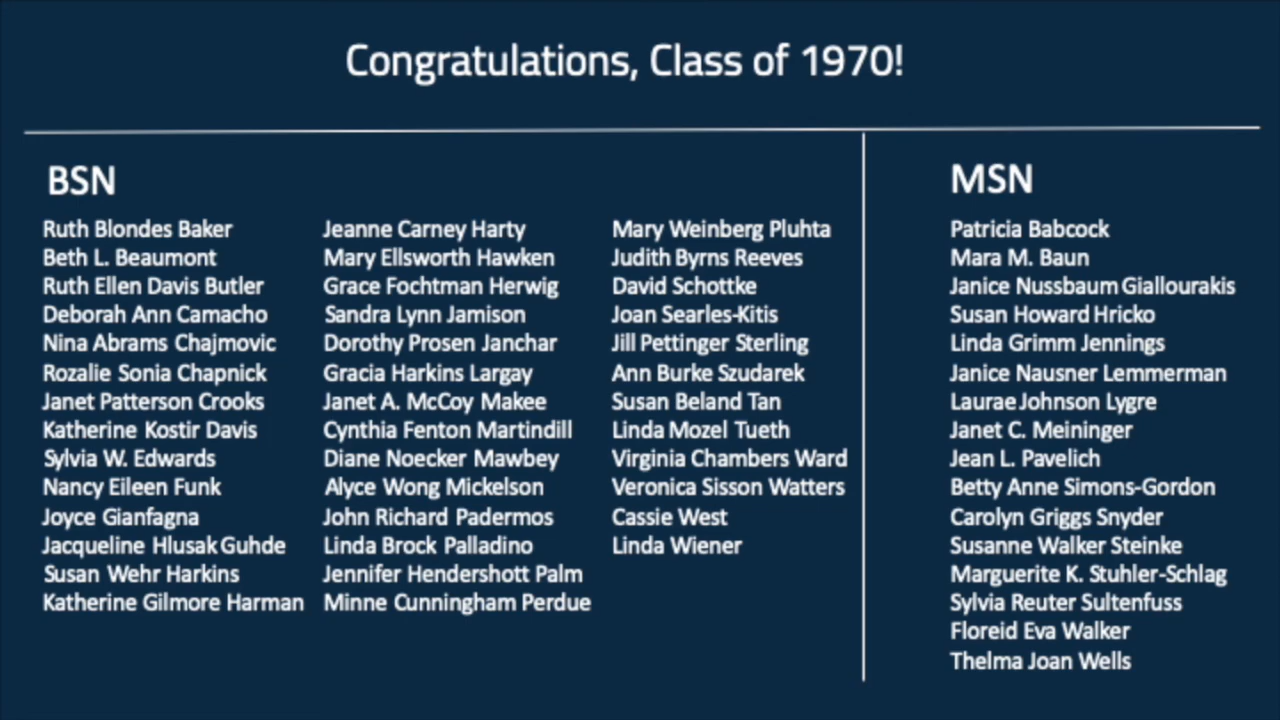 Congratulations, Class of 1970!
BSN
Ruth Blondes Baker
Beth L. Beaumont
Ruth Ellen Davis Butler
Deborah Ann Camacho
Nina Abrams Chajmovic
Rozalie Sonia Chapnick
Janet Patterson Crooks
Katherine Kostir Davis
Sylvia W. Edwards
Nancy Eileen Funk
Joyce Gianfagna
Jacqueline Hlusak Guhde
Susan Wehr Harkins
Katherine Gilmore Harman
Jeanne Carney Harty
Mary Ellsworth Hawken
Grace Fochtman Herwig
Sandra Lynn Jamison
Dorothy Prosen Janchar
Gracia Harkins Largay
Janet A. McCoy Makee
Cynthia Fenton Martindill
Diane Noecker Mawbey
Alyce Wong Mickelson
John Richard Padermos
Linda Brock Palladino
Jennifer Hendershott Palm
Minne Cunningham Perdue
Mary Weinberg Pluhta
Judith Byrns Reeves
David Schottke
Joan Searles-Kitis
Jill Pettinger Sterling
Ann Burke Szudarek
Susan Beland Tan
Linda Mozel Tueth
Virginia Chambers Ward
Veronica Sisson Watters
Cassie West
Linda Wiener
MSN
Patricia Babcock
Mara M. Baun
Janice Nussbaum Giallourakis
Susan Howard Hricko
Linda Grimm Jennings
Janice Nausner Lemmerman
Laurae Johnson Lygre
Janet C. Meininger
Jean L. Pavelich
Betty Anne Simons-Gordon
Carolyn Griggs Snyder
Susanne Walker Steinke
Marguerite K. Stuhler-Schlag
Sylvia Reuter Sultenfuss
Floreid Eva Walker
Thelma Joan Wells